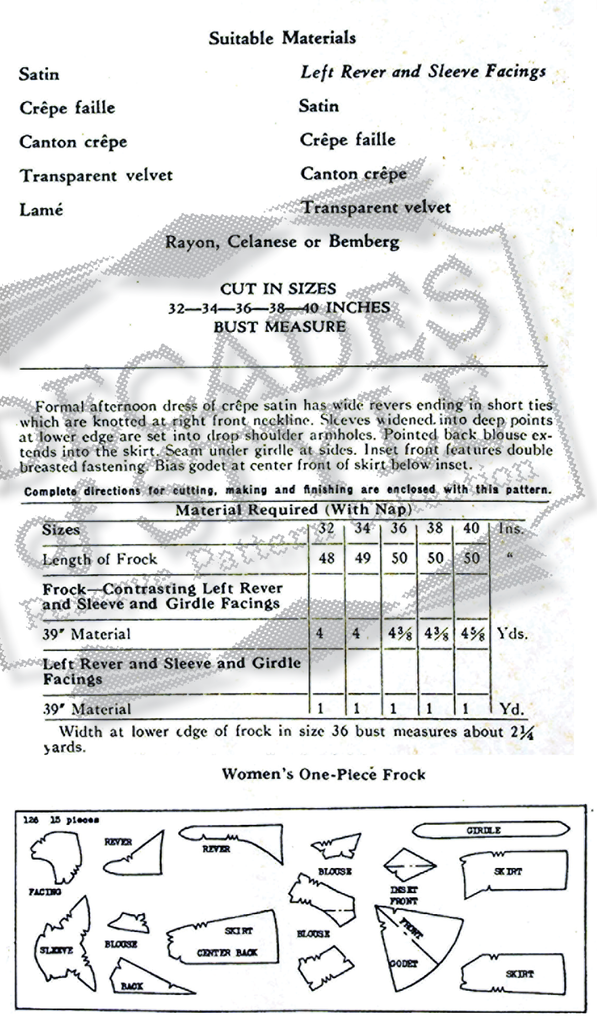 Suitable Materials
Satin
Crêpe faille
Canton crêpe
Transparent velvet
Lamé
Left Rever and Sleeve Facings
Satin
Crêpe faille
Canton crêpe
Transparent velvet
Rayon, Celanese or Bemberg
CUT IN SIZES
32—34—36—38—40 INCHES
BUST MEASURE
Formal afternoon dress of crêpe satin has wide revers ending in short ties
which are knotted at right front neckline. Sleeves widened into deep points
at lower edge are set into drop shoulder armholes. Pointed back blouse ex-
tends into the skirt. Seam under girdle at sides. Inset front features double
breasted fastening. Bias godet at center front of skirt below inset.
Complete directions for cutting, making and finishing are enclosed with this pattern.
Material Required (With Nap)
Sizes 32 34 36 38 40 Ins.
Length of Frock 48 49 50 50 50 "
Frock—Contrasting Left Rever
and Sleeve and Girdle Facings
39" Material 4 4 4⅜ 4⅜ 4⅝ Yds.
Left Rever and Sleeve and Girdle
Facings
39" Material 1 1 1 1 1 Yd.
Width at lower edge of frock in size 36 bust measures about 2¼
yards.
Women's One-Piece Frock
126 15 pieces
FACING
REVER
REVER
BLOUSE
GIRDLE
INSET
FRONT
SKIRT
SLEEVE
BLOUSE
BACK
SKIRT
CENTER BACK
BLOUSE
FRONT
GODET
SKIRT
DECADES
OF STYLE